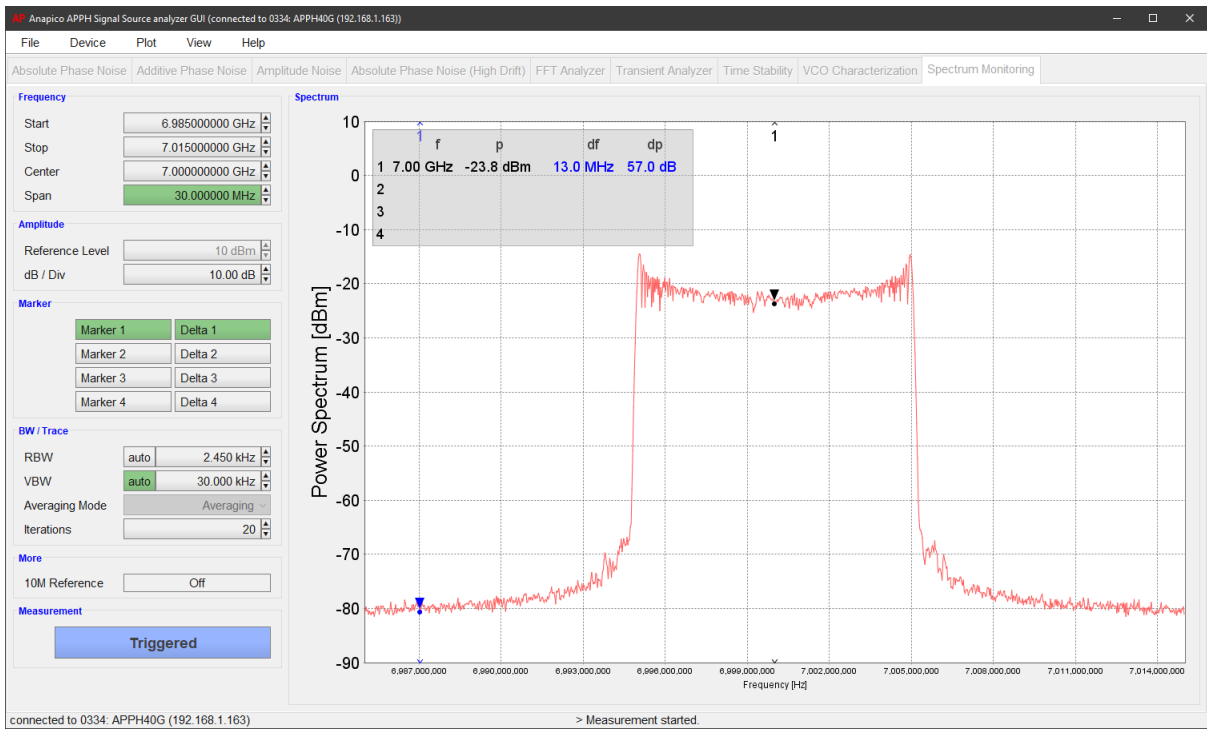 AP Anapico APPH Signal Source analyzer GUI (connected to 0334: APPH40G (192.168.1.163))
File Device Plot View Help
Absolute Phase Noise Additive Phase Noise Amplitude Noise Absolute Phase Noise (High Drift) FFT Analyzer Transient Analyzer Time Stability VCO Characterization Spectrum Monitoring
Frequency
Start 6.985000000 GHz
Stop 7.015000000 GHz
Center 7.000000000 GHz
Span 30.000000 MHz
Amplitude
Reference Level 10 dBm
dB / Div 10.00 dB
Marker
Marker 1 Delta 1
Marker 2 Delta 2
Marker 3 Delta 3
Marker 4 Delta 4
BW / Trace
RBW auto 2.450 kHz
VBW auto 30.000 kHz
Averaging Mode Averaging
Iterations 20
More
10M Reference Off
Measurement
Triggered
Spectrum
Power Spectrum [dBm]
10
0
-10
-20
-30
-40
-50
-60
-70
-80
-90
1 1
f p df dp
1 7.00 GHz -23.8 dBm 13.0 MHz 57.0 dB
2
3
4
6,987,000,000 6,990,000,000 6,993,000,000 6,996,000,000 6,999,000,000 7,002,000,000 7,005,000,000 7,008,000,000 7,011,000,000 7,014,000,000
Frequency [Hz]
connected to 0334: APPH40G (192.168.1.163) > Measurement started.